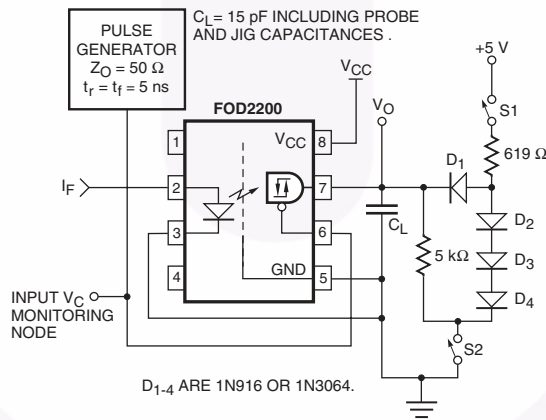 PULSE
GENERATOR
Z_O = 50 Ω
t_r = t_f = 5 ns
C_L= 15 pF INCLUDING PROBE
AND JIG CAPACITANCES .
+5 V
V_CC
V_O
S1
FOD2200
619 Ω
1
V_CC
8
D_1
I_F
2
7
D_2
C_L
3
6
5 kΩ
D_3
4
GND
5
D_4
INPUT V_C
MONITORING
NODE
S2
D_1-4 ARE 1N916 OR 1N3064.